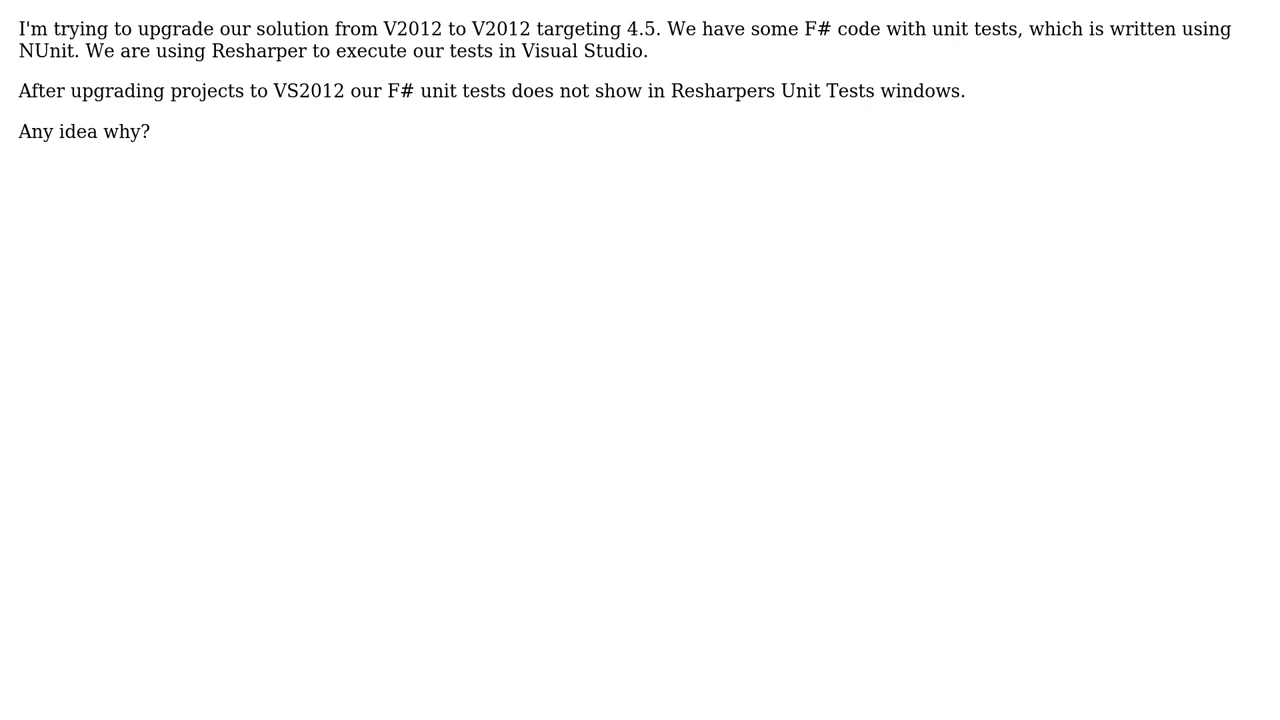 I'm trying to upgrade our solution from V2012 to V2012 targeting 4.5. We have some F# code with unit tests, which is written using
NUnit. We are using Resharper to execute our tests in Visual Studio.
After upgrading projects to VS2012 our F# unit tests does not show in Resharpers Unit Tests windows.
Any idea why?